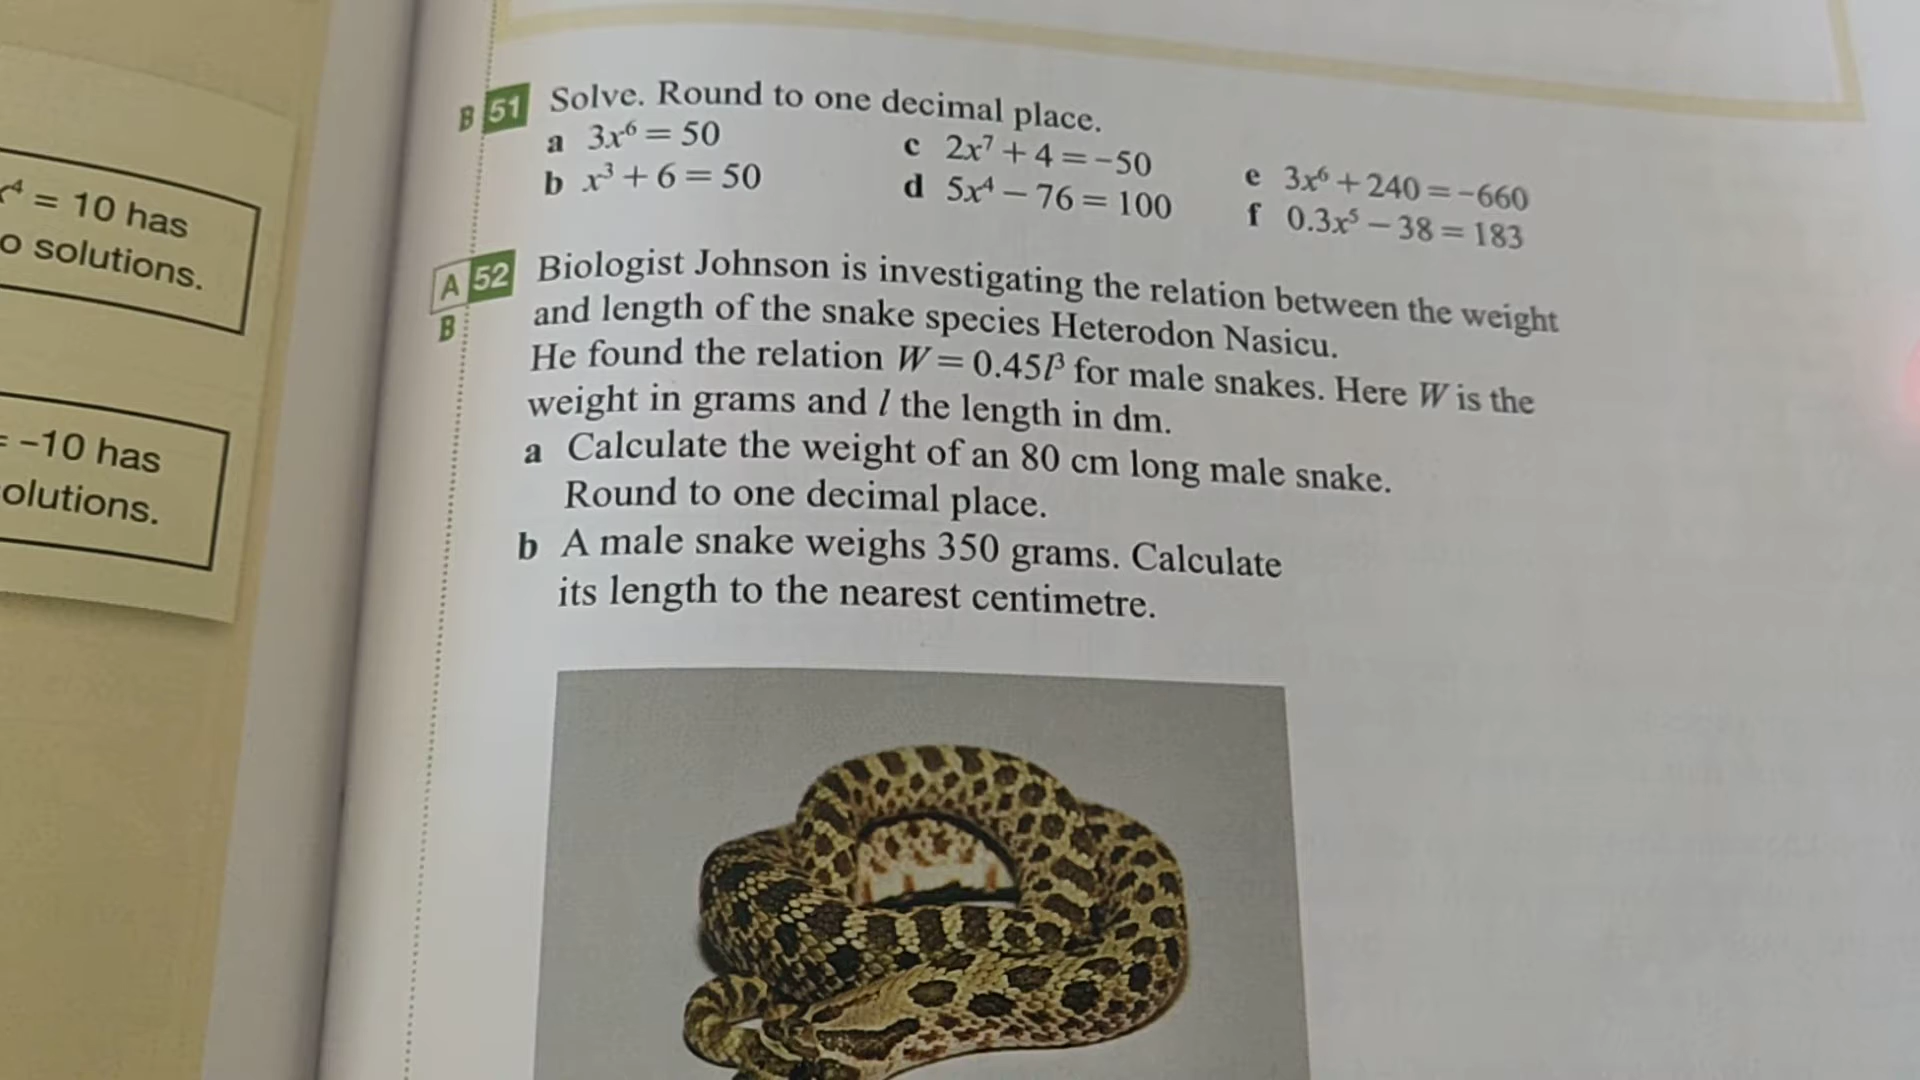 x⁴ = 10 has
solutions.
= -10 has
solutions.
B 51 Solve. Round to one decimal place.
a 3x⁶ = 50
b x³ + 6 = 50
c 2x⁷ + 4 = -50
d 5x⁴ − 76 = 100
e 3x⁶ + 240 = -660
f 0.3x⁵ − 38 = 183
A 52 Biologist Johnson is investigating the relation between the weight
B and length of the snake species Heterodon Nasicu.
He found the relation W = 0.45l³ for male snakes. Here W is the
weight in grams and l the length in dm.
a Calculate the weight of an 80 cm long male snake.
Round to one decimal place.
b A male snake weighs 350 grams. Calculate
its length to the nearest centimetre.